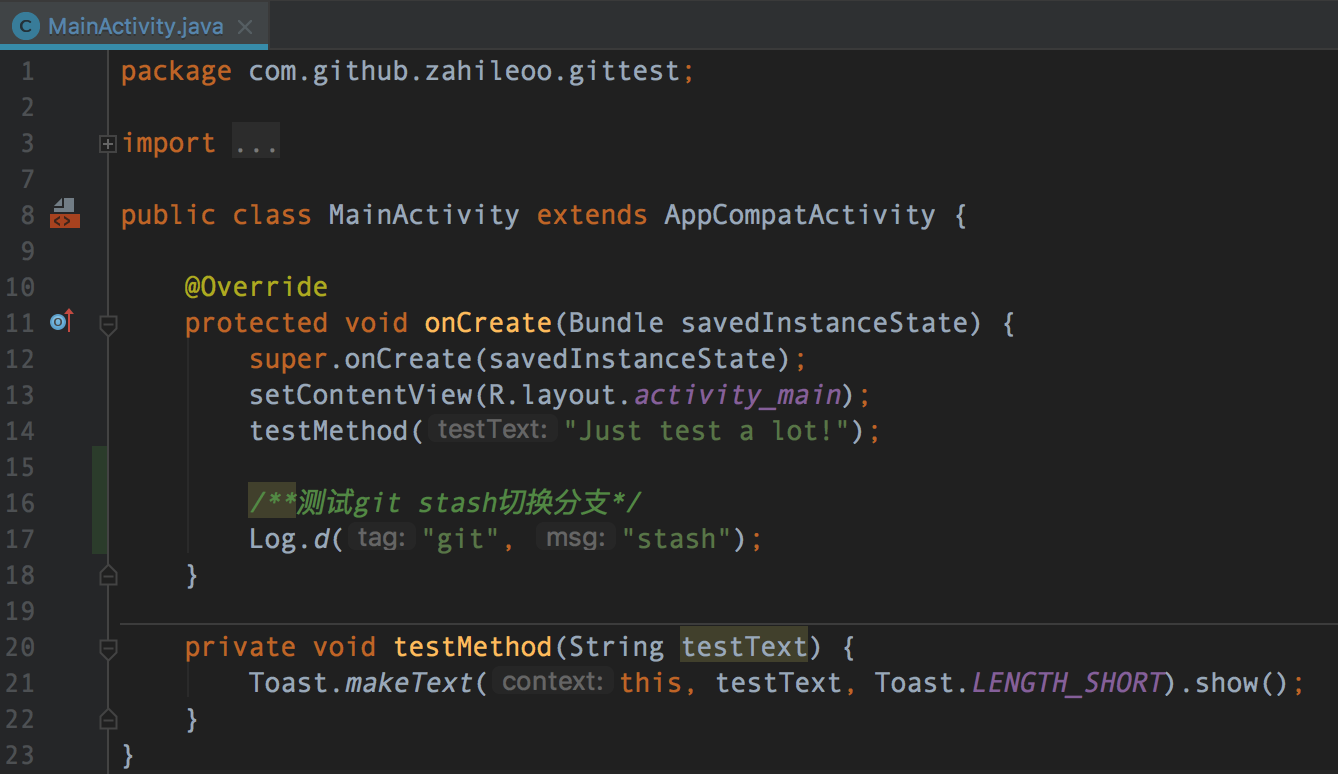 C MainActivity.java ×
1 package com.github.zahileoo.gittest;
2
3 import ...
7
8 public class MainActivity extends AppCompatActivity {
9
10 @Override
11 protected void onCreate(Bundle savedInstanceState) {
12 super.onCreate(savedInstanceState);
13 setContentView(R.layout.activity_main);
14 testMethod( testText: "Just test a lot!");
15
16 /**测试git stash切换分支*/
17 Log.d( tag: "git", msg: "stash");
18 }
19
20 private void testMethod(String testText) {
21 Toast.makeText( context: this, testText, Toast.LENGTH_SHORT).show();
22 }
23 }